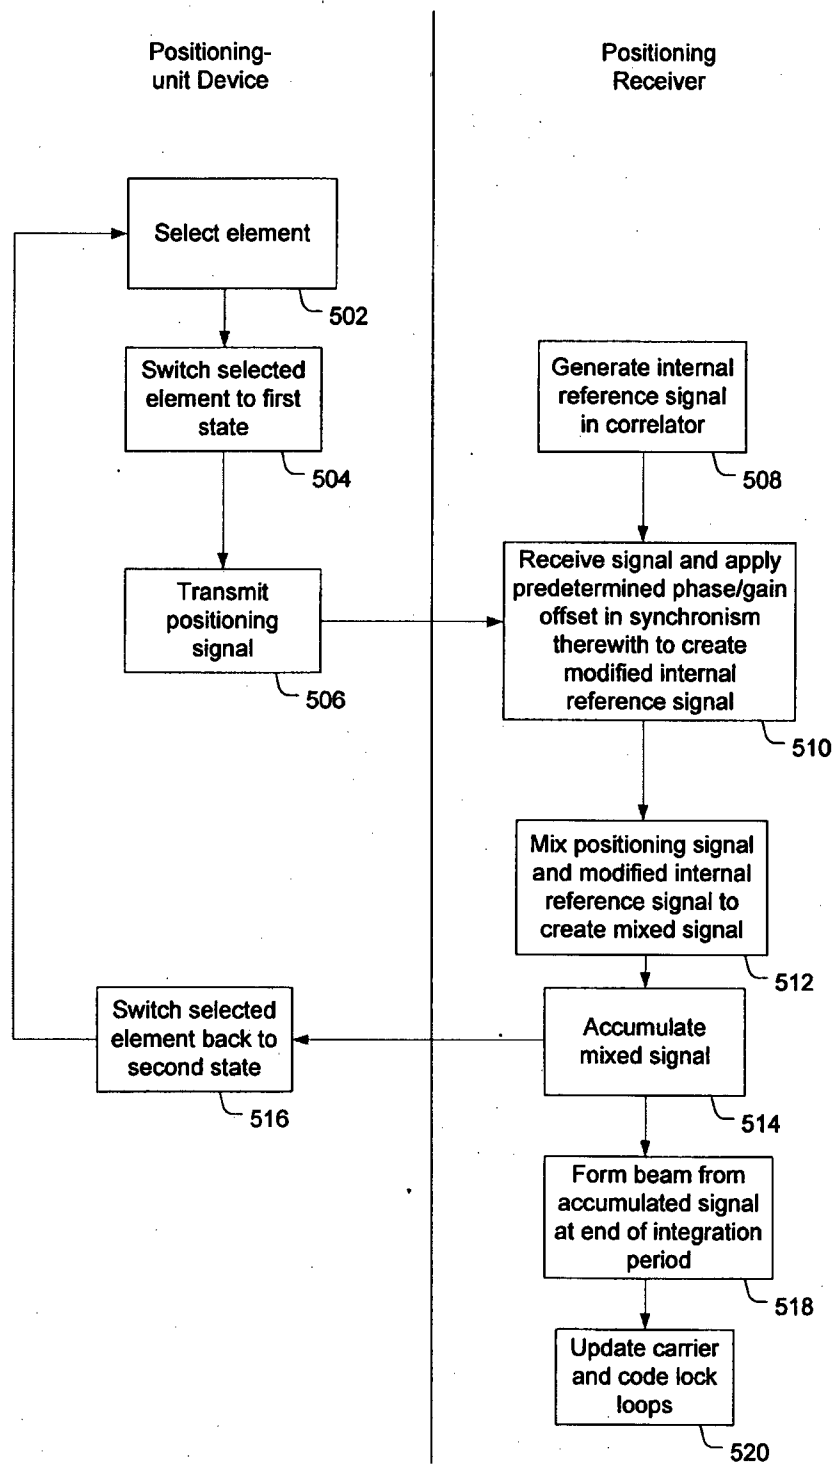 Positioning-
unit Device
Positioning
Receiver
Select element
502
Switch selected
element to first
state
504
Generate internal
reference signal
in correlator
508
Transmit
positioning
signal
506
Receive signal and apply
predetermined phase/gain
offset in synchronism
therewith to create
modified internal
reference signal
510
Mix positioning signal
and modified internal
reference signal to
create mixed signal
512
Switch selected
element back to
second state
516
Accumulate
mixed signal
514
Form beam from
accumulated signal
at end of integration
period
518
Update carrier
and code lock
loops
520